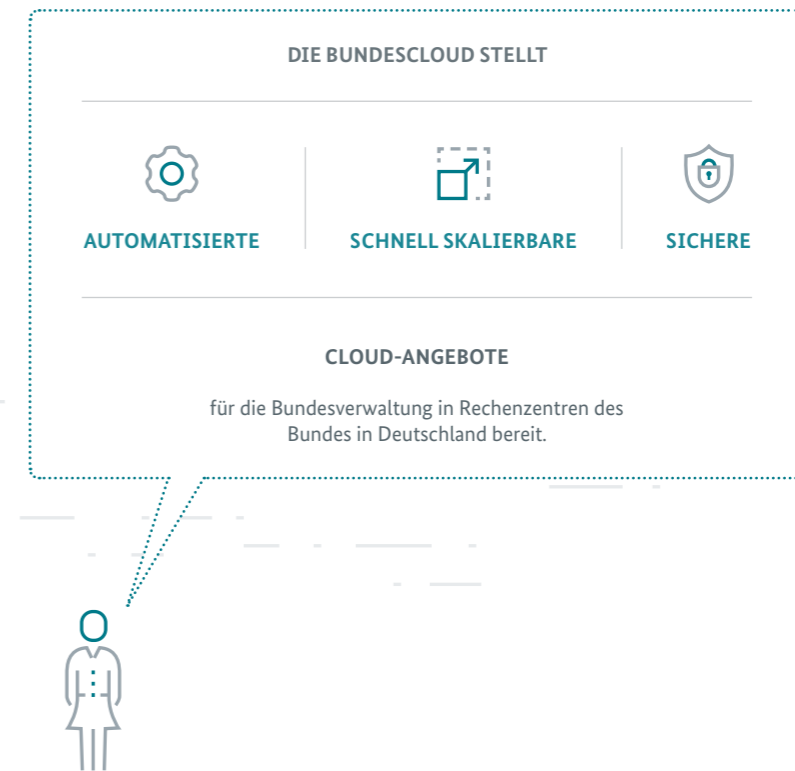 DIE BUNDESCLOUD STELLT
AUTOMATISIERTE
SCHNELL SKALIERBARE
SICHERE
CLOUD-ANGEBOTE
für die Bundesverwaltung in Rechenzentren des
Bundes in Deutschland bereit.